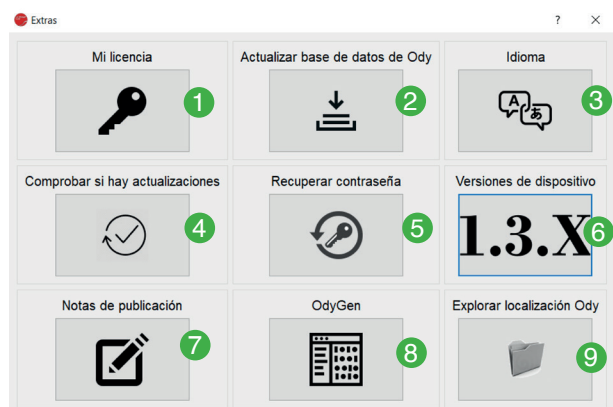 Extras
? ×
Mi licencia
Actualizar base de datos de Ody
Idioma
1
2
A あ
3
Comprobar si hay actualizaciones
Recuperar contraseña
Versiones de dispositivo
4
5
1.3.X
6
Notas de publicación
OdyGen
Explorar localización Ody
7
8
9